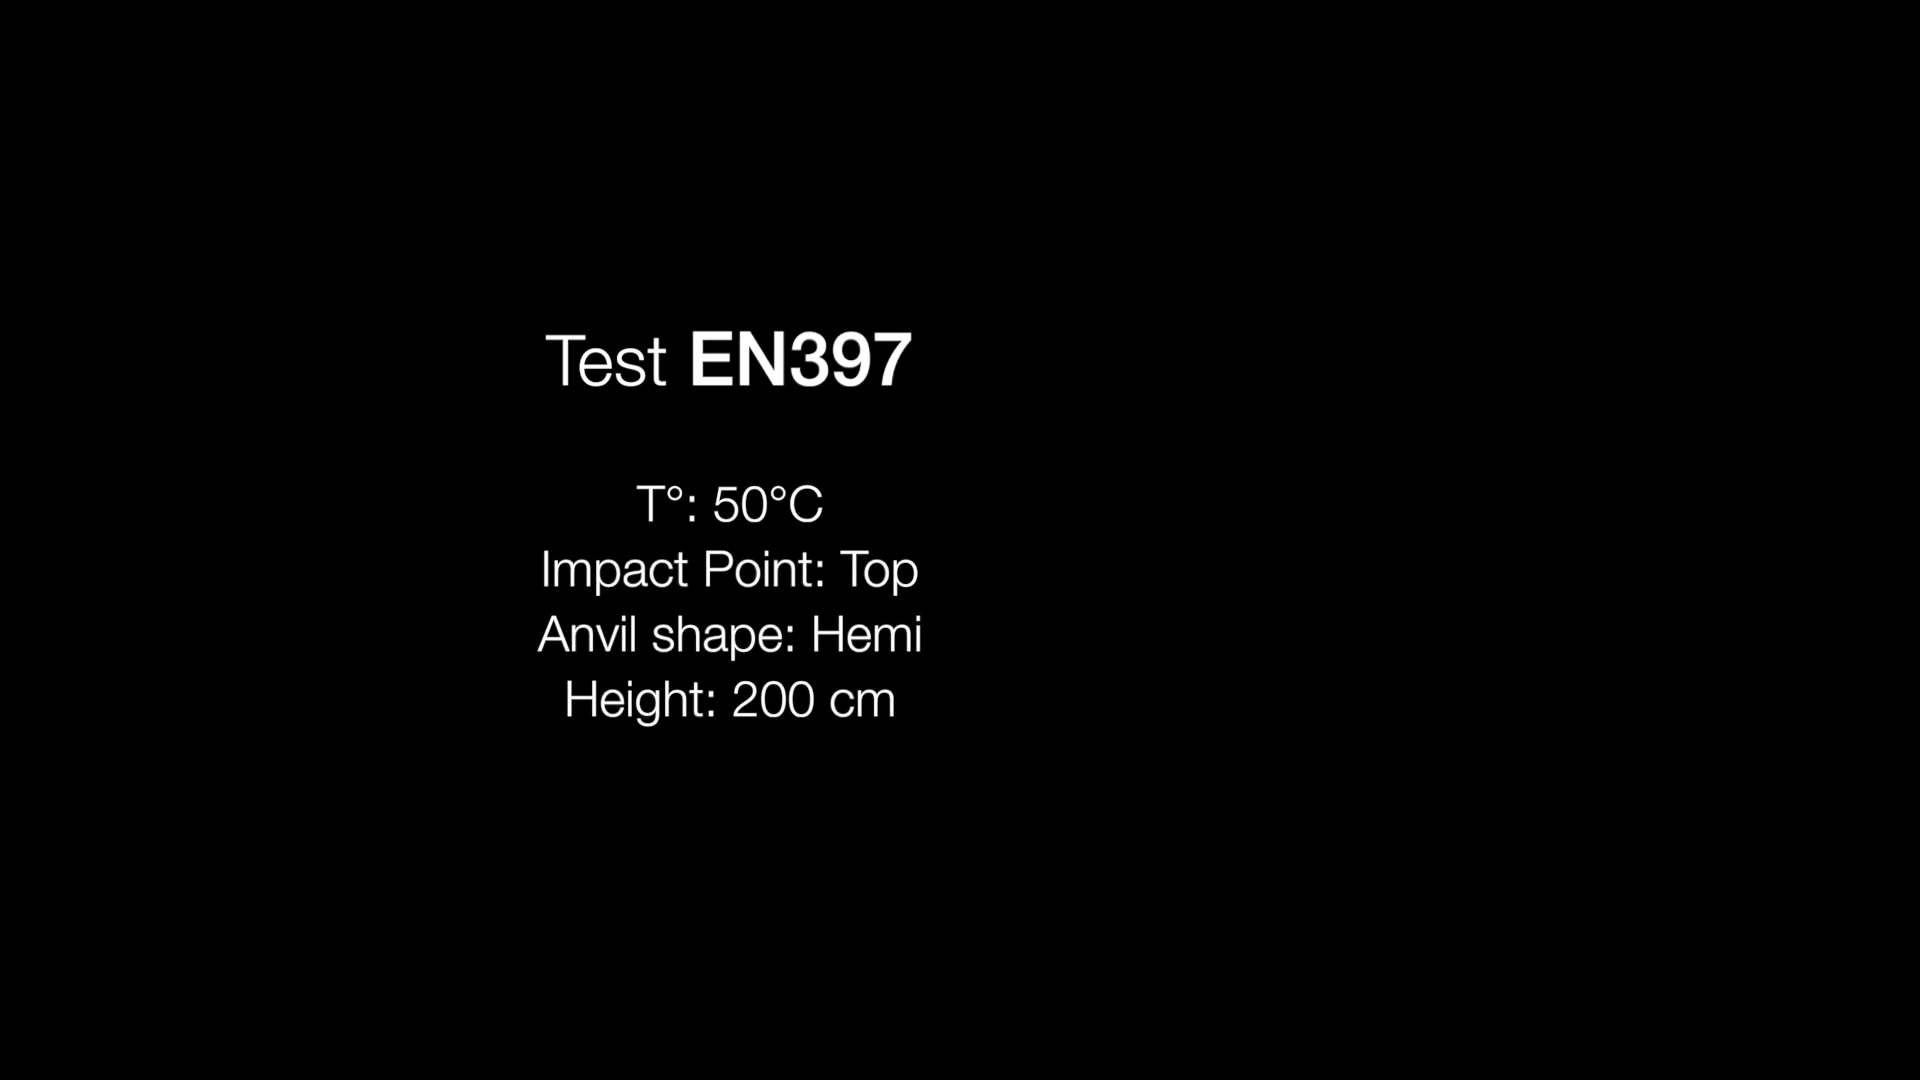 Test EN397
T°: 50°C
Impact Point: Top
Anvil shape: Hemi
Height: 200 cm